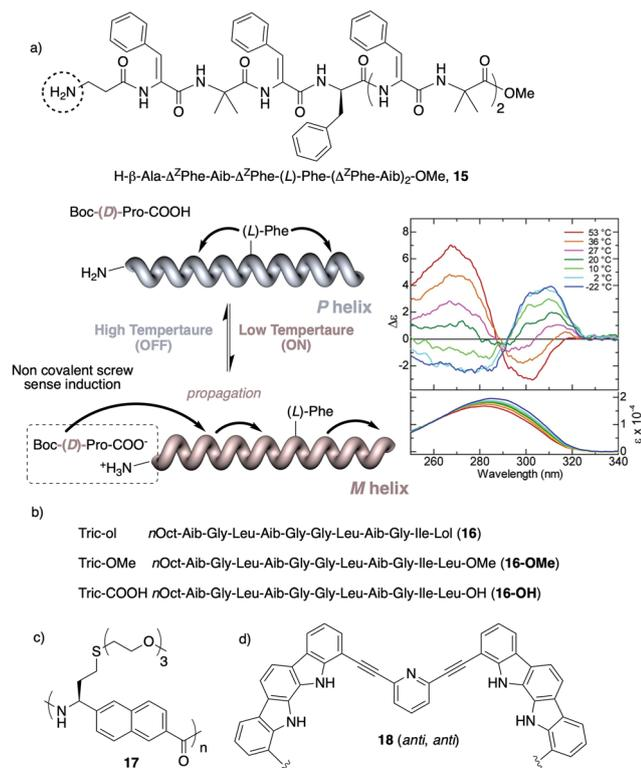 a)
H2N
O
N
H
O
H
N
O
N
H
O
H
N
O
N
H
O
H
N
O
2
OMe
H-β-Ala-ΔZPhe-Aib-ΔZPhe-(L)-Phe-(ΔZPhe-Aib)2-OMe, 15
Boc-(D)-Pro-COOH
(L)-Phe
H2N
P helix
High Tempertaure
(OFF)
Low Tempertaure
(ON)
Non covalent screw
sense induction
propagation
(L)-Phe
Boc-(D)-Pro-COO-
+H3N
M helix
8
6
4
2
0
-2
Δε
53 °C
36 °C
27 °C
20 °C
10 °C
2 °C
-22 °C
2
1
0
ε x 10-4
260 280 300 320 340
Wavelength (nm)
b)
Tric-ol nOct-Aib-Gly-Leu-Aib-Gly-Gly-Leu-Aib-Gly-Ile-Lol (16)
Tric-OMe nOct-Aib-Gly-Leu-Aib-Gly-Gly-Leu-Aib-Gly-Ile-Leu-OMe (16-OMe)
Tric-COOH nOct-Aib-Gly-Leu-Aib-Gly-Gly-Leu-Aib-Gly-Ile-Leu-OH (16-OH)
c)
S
O
3
N
H
O
n
17
d)
N
NH
HN
NH
HN
18 (anti, anti)